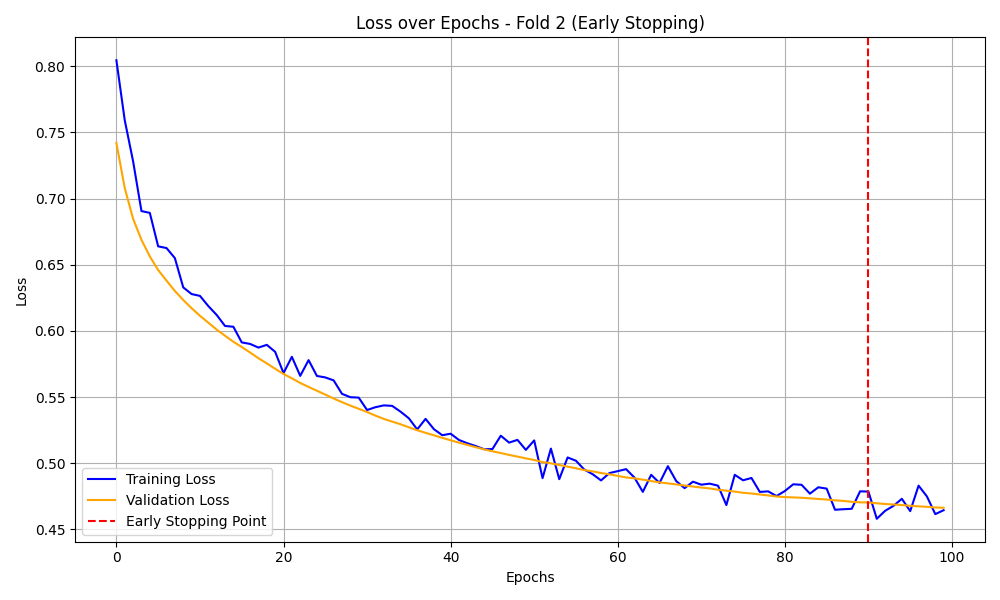 Loss over Epochs - Fold 2 (Early Stopping)
0.80
0.75
0.70
0.65
0.60
0.55
0.50
0.45
Loss
Training Loss
Validation Loss
Early Stopping Point
0 20 40 60 80 100
Epochs